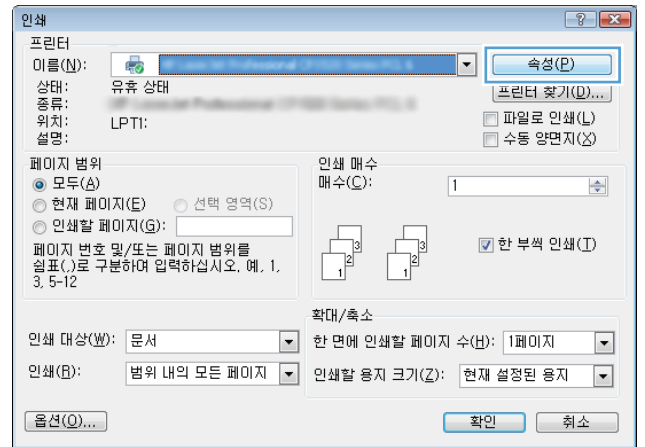 인쇄
프린터
이름(N):
속성(P)
상태: 유휴 상태
프린터 찾기(D)...
종류:
위치: LPT1:
파일로 인쇄(L)
설명:
수동 양면지(X)
페이지 범위
모두(A)
현재 페이지(E) 선택 영역(S)
인쇄할 페이지(G):
페이지 번호 및/또는 페이지 범위를
쉼표(,)로 구분하여 입력하십시오. 예, 1,
3, 5-12
인쇄 매수
매수(C): 1
3 3
2 2
1 1
한 부씩 인쇄(T)
인쇄 대상(W): 문서
인쇄(R): 범위 내의 모든 페이지
확대/축소
한 면에 인쇄할 페이지 수(H): 1페이지
인쇄할 용지 크기(Z): 현재 설정된 용지
옵션(O)...
확인 취소